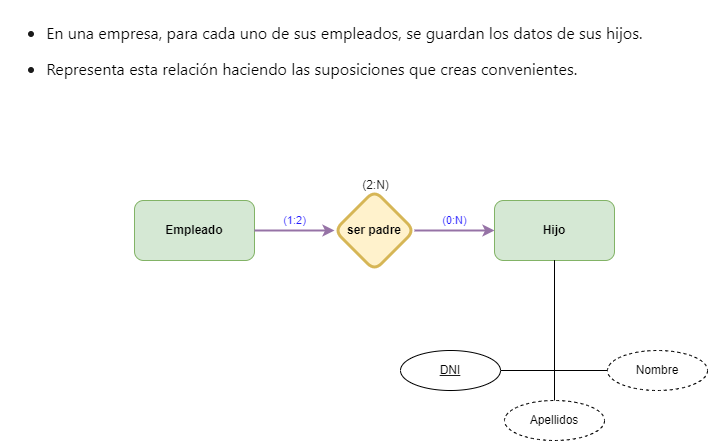 En una empresa, para cada uno de sus empleados, se guardan los datos de sus hijos.
Representa esta relación haciendo las suposiciones que creas convenientes.
(2:N)
Empleado
(1:2)
ser padre
(0:N)
Hijo
DNI
Nombre
Apellidos